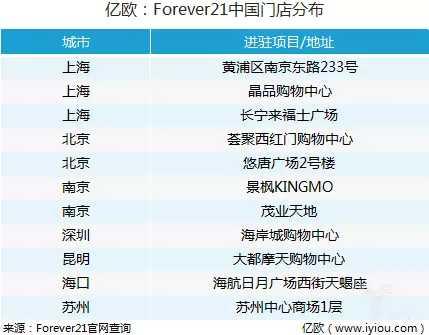 亿欧：Forever21中国门店分布
城市 进驻项目/地址
上海 黄浦区南京东路233号
上海 晶品购物中心
上海 长宁来福士广场
北京 荟聚西红门购物中心
北京 悠唐广场2号楼
南京 景枫KINGMO
南京 茂业天地
深圳 海岸城购物中心
昆明 大都摩天购物中心
海口 海航日月广场西街天蝎座
苏州 苏州中心商场1层
来源：Forever21官网查询 亿欧（www.iyiou.com）